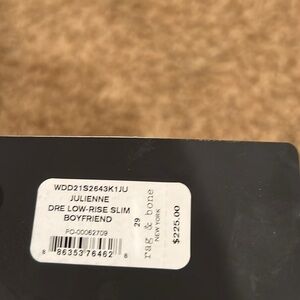 WDD21S2643K1JU
JULIENNE
DRE LOW-RISE SLIM
BOYFRIEND
PO-00062709
8 86353 76462 8
29
rag & bone
NEW YORK
$225.00